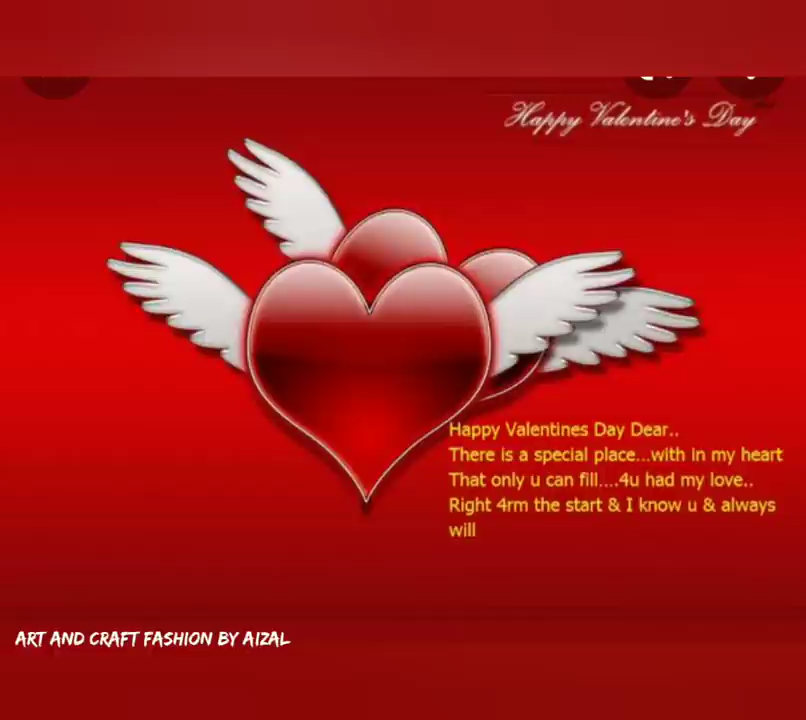 Happy Valentine's Day
Happy Valentines Day Dear..
There is a special place...with in my heart
That only u can fill....4u had my love..
Right 4rm the start & I know u & always
will
ART AND CRAFT FASHION BY AIZAL